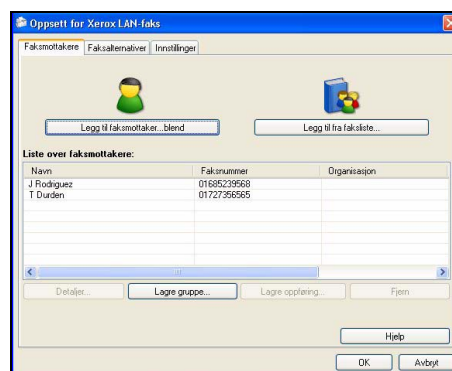 Oppsett for Xerox LAN-faks
Faksmottakere Faksalternativer Innstillinger
Legg til faksmottaker...blend Legg til fra faksliste...
Liste over faksmottakere:
Navn Faksnummer Organisasjon
J Rodriguez 01685239568
T Durden 01727356565
Detaljer... Lagre gruppe... Lagre oppføring... Fjern
Hjelp
OK Avbryt